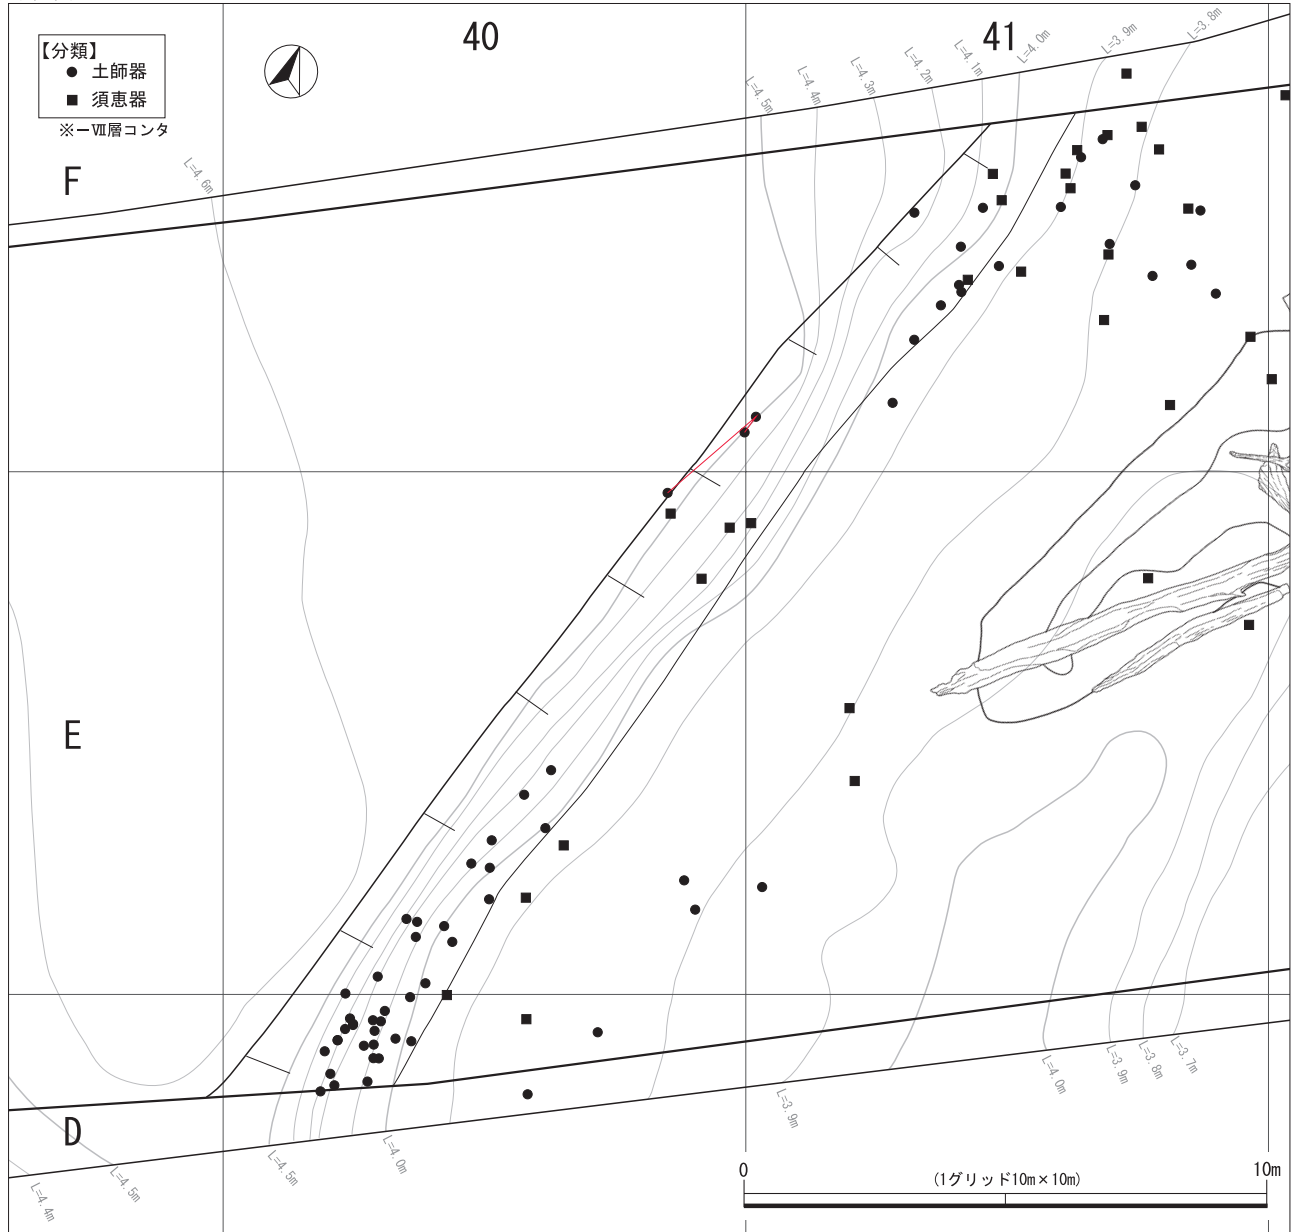 40
41
【分類】
● 土師器
■ 須恵器
※ーⅦ層コンタ
L=4.5m
L=4.4m
L=4.3m
L=4.2m
L=4.1m
L=4.0m
L=3.9m
L=3.8m
F
L=4.6m
E
D
L=4.4m
L=4.5m
L=4.5m
L=4.0m
L=3.9m
L=4.0m
L=3.9m
L=3.8m
L=3.7m
0
(1グリッド10m×10m)
10m